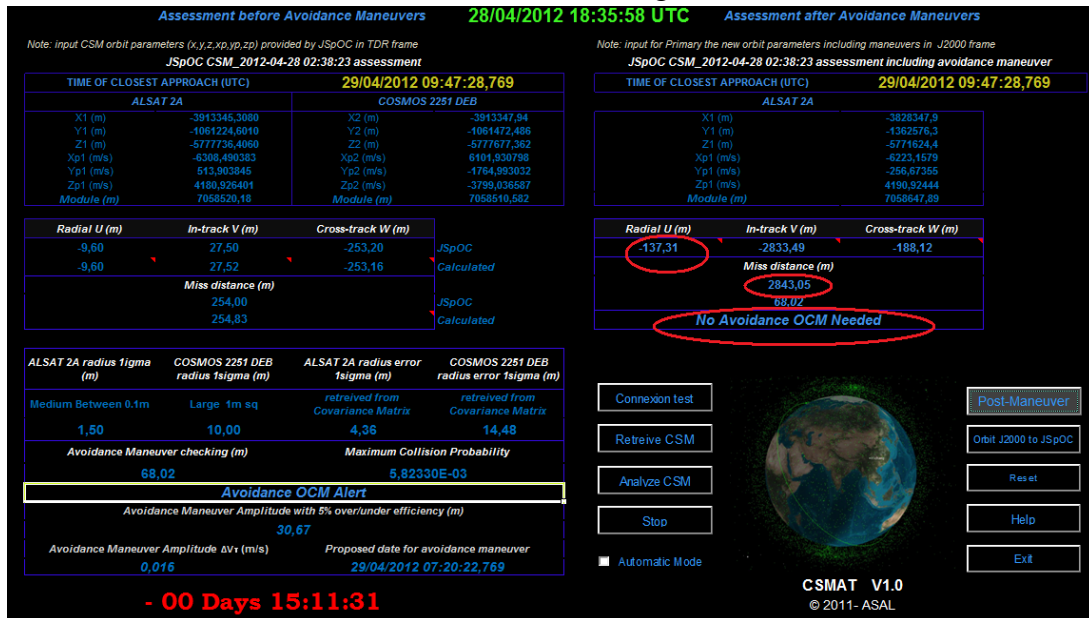 Assessment before Avoidance Maneuvers 28/04/2012 18:35:58 UTC Assessment after Avoidance Maneuvers
Note: input CSM orbit parameters (x,y,z,xp,yp,zp) provided by JSpOC in TDR frame
JSpOC CSM_2012-04-28 02:38:23 assessment
TIME OF CLOSEST APPROACH (UTC) 29/04/2012 09:47:28,769
ALSAT 2A COSMOS 2251 DEB
X1 (m) -3913345,3080 X2 (m) -3913347,94
Y1 (m) -1061224,6010 Y2 (m) -1061472,486
Z1 (m) -5777736,4060 Z2 (m) -5777677,362
Xp1 (m/s) -6308,490383 Xp2 (m/s) 6101,930798
Yp1 (m/s) 513,903845 Yp2 (m/s) -1764,993032
Zp1 (m/s) 4180,926401 Zp2 (m/s) -3799,036587
Module (m) 7058520,18 Module (m) 7058510,582
Radial U (m) In-track V (m) Cross-track W (m)
-9,60 27,50 -253,20 JSpOC
-9,60 27,52 -253,16 Calculated
Miss distance (m)
254,00 JSpOC
254,83 Calculated
ALSAT 2A radius 1igma (m) COSMOS 2251 DEB radius 1sigma (m) ALSAT 2A radius error 1sigma (m) COSMOS 2251 DEB radius error 1sigma (m)
Medium Between 0.1m Large 1m sq retreived from Covariance Matrix retreived from Covariance Matrix
1,50 10,00 4,36 14,48
Avoidance Maneuver checking (m) Maximum Collision Probability
68,02 5,82330E-03
Avoidance OCM Alert
Avoidance Maneuver Amplitude with 5% over/under efficiency (m)
30,67
Avoidance Maneuver Amplitude ΔVт (m/s) Proposed date for avoidance maneuver
0,016 29/04/2012 07:20:22,769
- 00 Days 15:11:31
Note: input for Primary the new orbit parameters including maneuvers in J2000 frame
JSpOC CSM_2012-04-28 02:38:23 assessment including avoidance maneuver
TIME OF CLOSEST APPROACH (UTC) 29/04/2012 09:47:28,769
ALSAT 2A
X1 (m) -3828347,9
Y1 (m) -1362576,3
Z1 (m) -5771624,4
Xp1 (m/s) -6223,1579
Yp1 (m/s) -256,67355
Zp1 (m/s) 4190,92444
Module (m) 7058647,89
Radial U (m) In-track V (m) Cross-track W (m)
-137,31 -2833,49 -188,12
Miss distance (m)
2843,05
68,02
No Avoidance OCM Needed
Connexion test
Retreive CSM
Analyze CSM
Stop
Automatic Mode
Post-Maneuver
Orbit J2000 to JSpOC
Reset
Help
Exit
CSMAT V1.0
© 2011- ASAL